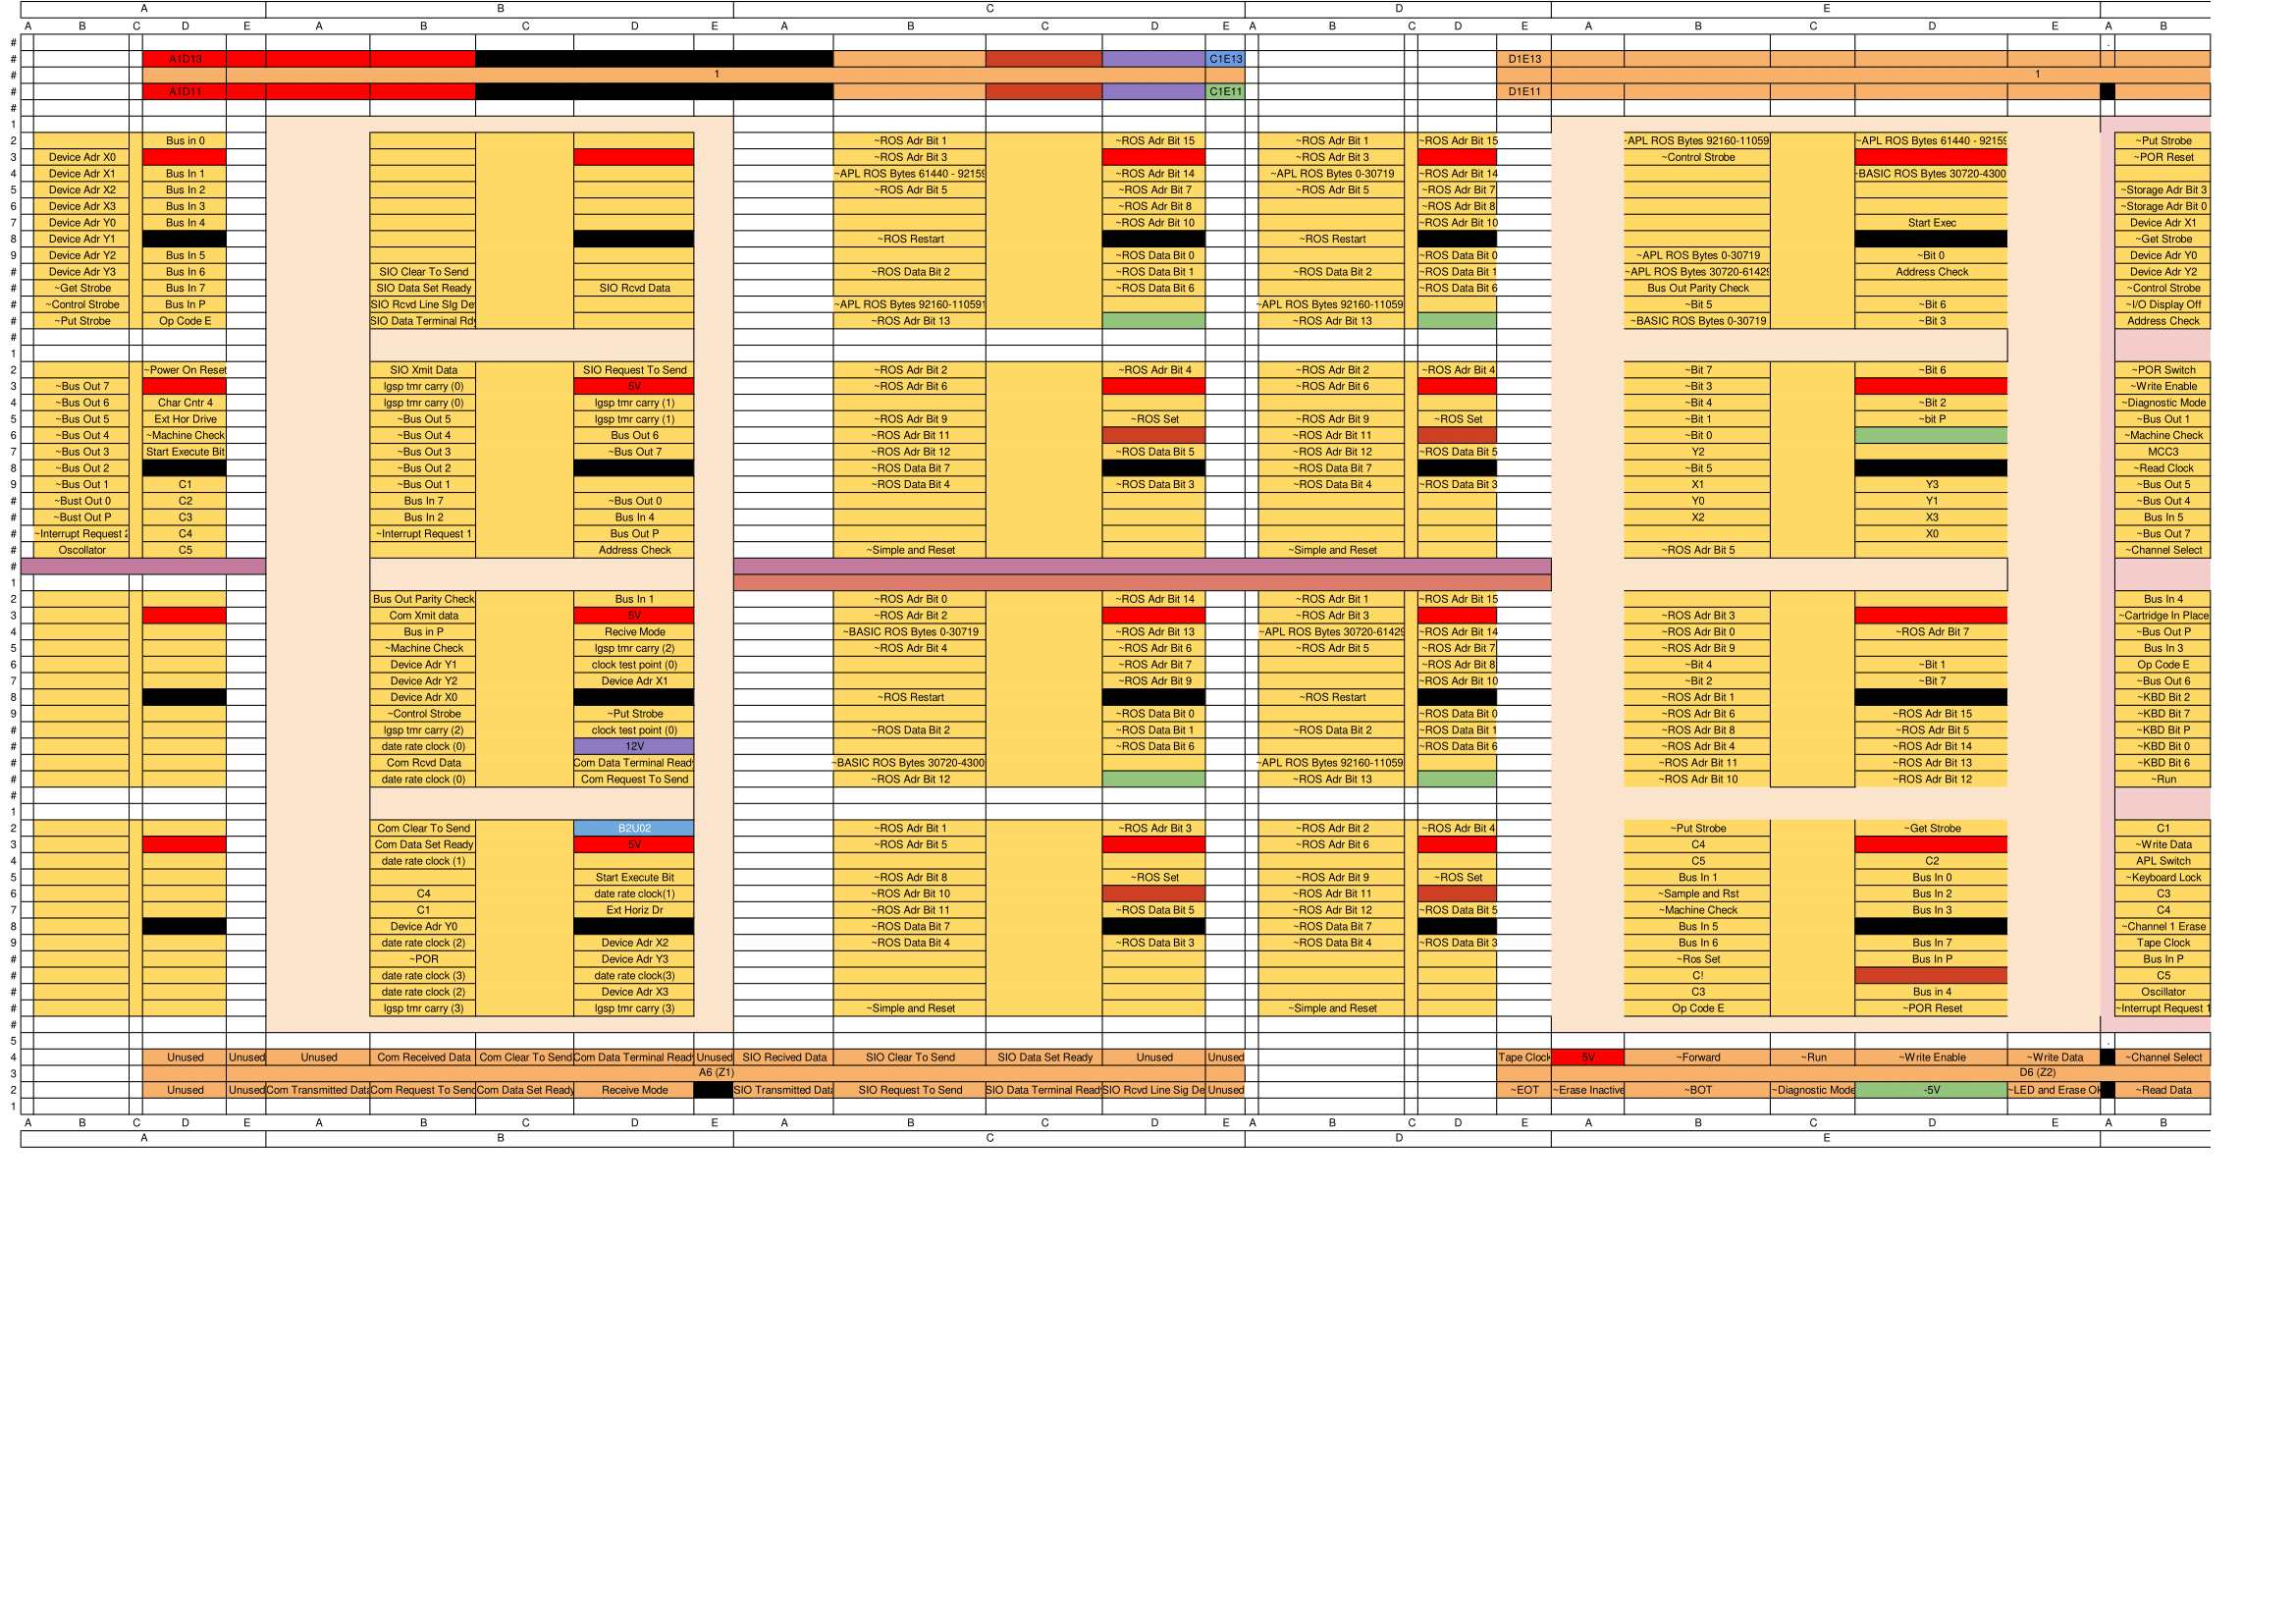 A B C D E
A B C D E A B C D E A B C D E A B C D E A B C D E A B
#
# A1D13 C1E13 D1E13
# 1 1
# A1D11 C1E11 D1E11
#
1
2 Bus in 0 ~ROS Adr Bit 1 ~ROS Adr Bit 15 ~ROS Adr Bit 1 ~ROS Adr Bit 15 ~APL ROS Bytes 92160-11059 ~APL ROS Bytes 61440 - 9215 ~Put Strobe
3 Device Adr X0 ~ROS Adr Bit 3 ~ROS Adr Bit 3 ~Control Strobe ~POR Reset
4 Device Adr X1 Bus In 1 ~APL ROS Bytes 61440 - 9215 ~ROS Adr Bit 14 ~APL ROS Bytes 0-30719 ~ROS Adr Bit 14 ~BASIC ROS Bytes 30720-4300
5 Device Adr X2 Bus In 2 ~ROS Adr Bit 5 ~ROS Adr Bit 7 ~ROS Adr Bit 5 ~ROS Adr Bit 7 ~Storage Adr Bit 3
6 Device Adr X3 Bus In 3 ~ROS Adr Bit 8 ~ROS Adr Bit 8 ~Storage Adr Bit 0
7 Device Adr Y0 Bus In 4 ~ROS Adr Bit 10 ~ROS Adr Bit 10 Start Exec Device Adr X1
8 Device Adr Y1 ~ROS Restart ~ROS Restart ~Get Strobe
9 Device Adr Y2 Bus In 5 ~ROS Data Bit 0 ~ROS Data Bit 0 ~APL ROS Bytes 0-30719 ~Bit 0 Device Adr Y0
# Device Adr Y3 Bus In 6 SIO Clear To Send ~ROS Data Bit 2 ~ROS Data Bit 1 ~ROS Data Bit 2 ~ROS Data Bit 1 ~APL ROS Bytes 30720-6142 Address Check Device Adr Y2
# ~Get Strobe Bus In 7 SIO Data Set Ready SIO Rcvd Data ~ROS Data Bit 6 ~ROS Data Bit 6 Bus Out Parity Check ~Control Strobe
# ~Control Strobe Bus In P SIO Rcvd Line SIg De ~APL ROS Bytes 92160-110591 ~APL ROS Bytes 92160-11059 ~Bit 5 ~Bit 6 ~I/O Display Off
# ~Put Strobe Op Code E SIO Data Terminal Rd ~ROS Adr Bit 13 ~ROS Adr Bit 13 ~BASIC ROS Bytes 0-30719 ~Bit 3 Address Check
#
1
2 ~Power On Reset SIO Xmit Data SIO Request To Send ~ROS Adr Bit 2 ~ROS Adr Bit 4 ~ROS Adr Bit 2 ~ROS Adr Bit 4 ~Bit 7 ~Bit 6 ~POR Switch
3 ~Bus Out 7 lgsp tmr carry (0) 5V ~ROS Adr Bit 6 ~ROS Adr Bit 6 ~Bit 3 ~Write Enable
4 ~Bus Out 6 Char Cntr 4 lgsp tmr carry (0) lgsp tmr carry (1) ~Bit 4 ~Bit 2 ~Diagnostic Mode
5 ~Bus Out 5 Ext Hor Drive ~Bus Out 5 lgsp tmr carry (1) ~ROS Adr Bit 9 ~ROS Set ~ROS Adr Bit 9 ~ROS Set ~Bit 1 ~bit P ~Bus Out 1
6 ~Bus Out 4 ~Machine Check ~Bus Out 4 Bus Out 6 ~ROS Adr Bit 11 ~ROS Adr Bit 11 ~Bit 0 ~Machine Check
7 ~Bus Out 3 Start Execute Bit ~Bus Out 3 ~Bus Out 7 ~ROS Adr Bit 12 ~ROS Data Bit 5 ~ROS Adr Bit 12 ~ROS Data Bit 5 Y2 MCC3
8 ~Bus Out 2 ~Bus Out 2 ~ROS Data Bit 7 ~ROS Data Bit 7 ~Bit 5 ~Read Clock
9 ~Bus Out 1 C1 ~Bus Out 1 ~ROS Data Bit 4 ~ROS Data Bit 3 ~ROS Data Bit 4 ~ROS Data Bit 3 X1 Y3 ~Bus Out 5
# ~Bust Out 0 C2 Bus In 7 ~Bus Out 0 Y0 Y1 ~Bus Out 4
# ~Bust Out P C3 Bus In 2 Bus In 4 X2 X3 Bus In 5
# ~Interrupt Request 2 C4 ~Interrupt Request 1 Bus Out P X0 ~Bus Out 7
# Oscollator C5 Address Check ~Simple and Reset ~Simple and Reset ~ROS Adr Bit 5 ~Channel Select
#
1
2 Bus Out Parity Check Bus In 1 ~ROS Adr Bit 0 ~ROS Adr Bit 14 ~ROS Adr Bit 1 ~ROS Adr Bit 15 Bus In 4
3 Com Xmit data 5V ~ROS Adr Bit 2 ~ROS Adr Bit 3 ~ROS Adr Bit 3 ~Cartridge In Place
4 Bus in P Recive Mode ~BASIC ROS Bytes 0-30719 ~ROS Adr Bit 13 ~APL ROS Bytes 30720-6142 ~ROS Adr Bit 14 ~ROS Adr Bit 0 ~ROS Adr Bit 7 ~Bus Out P
5 ~Machine Check lgsp tmr carry (2) ~ROS Adr Bit 4 ~ROS Adr Bit 6 ~ROS Adr Bit 5 ~ROS Adr Bit 7 ~ROS Adr Bit 9 Bus In 3
6 Device Adr Y1 clock test point (0) ~ROS Adr Bit 7 ~ROS Adr Bit 8 ~Bit 4 ~Bit 1 Op Code E
7 Device Adr Y2 Device Adr X1 ~ROS Adr Bit 9 ~ROS Adr Bit 10 ~Bit 2 ~Bit 7 ~Bus Out 6
8 Device Adr X0 ~ROS Restart ~ROS Restart ~ROS Adr Bit 1 ~KBD Bit 2
9 ~Control Strobe ~Put Strobe ~ROS Data Bit 0 ~ROS Data Bit 0 ~ROS Adr Bit 6 ~ROS Adr Bit 15 ~KBD Bit 7
# lgsp tmr carry (2) clock test point (0) ~ROS Data Bit 2 ~ROS Data Bit 1 ~ROS Data Bit 2 ~ROS Data Bit 1 ~ROS Adr Bit 8 ~ROS Adr Bit 5 ~KBD Bit P
# date rate clock (0) 12V ~ROS Data Bit 6 ~ROS Data Bit 6 ~ROS Adr Bit 4 ~ROS Adr Bit 14 ~KBD Bit 0
# Com Rcvd Data Com Data Terminal Read ~BASIC ROS Bytes 30720-4300 ~APL ROS Bytes 92160-11059 ~ROS Adr Bit 11 ~ROS Adr Bit 13 ~KBD Bit 6
# date rate clock (0) Com Request To Send ~ROS Adr Bit 12 ~ROS Adr Bit 13 ~ROS Adr Bit 10 ~ROS Adr Bit 12 ~Run
#
1
2 Com Clear To Send B2U02 ~ROS Adr Bit 1 ~ROS Adr Bit 3 ~ROS Adr Bit 2 ~ROS Adr Bit 4 ~Put Strobe ~Get Strobe C1
3 Com Data Set Ready 5V ~ROS Adr Bit 5 ~ROS Adr Bit 6 C4 ~Write Data
4 date rate clock (1) C5 C2 APL Switch
5 Start Execute Bit ~ROS Adr Bit 8 ~ROS Set ~ROS Adr Bit 9 ~ROS Set Bus In 1 Bus In 0 ~Keyboard Lock
6 C4 date rate clock(1) ~ROS Adr Bit 10 ~ROS Adr Bit 11 ~Sample and Rst Bus In 2 C3
7 C1 Ext Horiz Dr ~ROS Adr Bit 11 ~ROS Data Bit 5 ~ROS Adr Bit 12 ~ROS Data Bit 5 ~Machine Check Bus In 3 C4
8 Device Adr Y0 ~ROS Data Bit 7 ~ROS Data Bit 7 Bus In 5 ~Channel 1 Erase
9 date rate clock (2) Device Adr X2 ~ROS Data Bit 4 ~ROS Data Bit 3 ~ROS Data Bit 4 ~ROS Data Bit 3 Bus In 6 Bus In 7 Tape Clock
# ~POR Device Adr Y3 ~Ros Set Bus In P Bus In P
# date rate clock (3) date rate clock(3) C! C5
# date rate clock (2) Device Adr X3 C3 Bus in 4 Oscillator
# lgsp tmr carry (3) lgsp tmr carry (3) ~Simple and Reset ~Simple and Reset Op Code E ~POR Reset ~Interrupt Request 1
#
5
4 Unused Unused Unused Com Received Data Com Clear To Send Com Data Terminal Read Unused SIO Recived Data SIO Clear To Send SIO Data Set Ready Unused Unused Tape Clock 5V ~Forward ~Run ~Write Enable ~Write Data ~Channel Select
3 A6 (Z1) D6 (Z2)
2 Unused Unused Com Transmitted Data Com Request To Send Com Data Set Ready Receive Mode SIO Transmitted Data SIO Request To Send SIO Data Terminal Read SIO Rcvd Line Sig De Unused ~EOT ~Erase Inactive ~BOT ~Diagnostic Mode -5V ~LED and Erase O ~Read Data
1
A B C D E A B C D E A B C D E A B C D E A B C D E A B
A B C D E